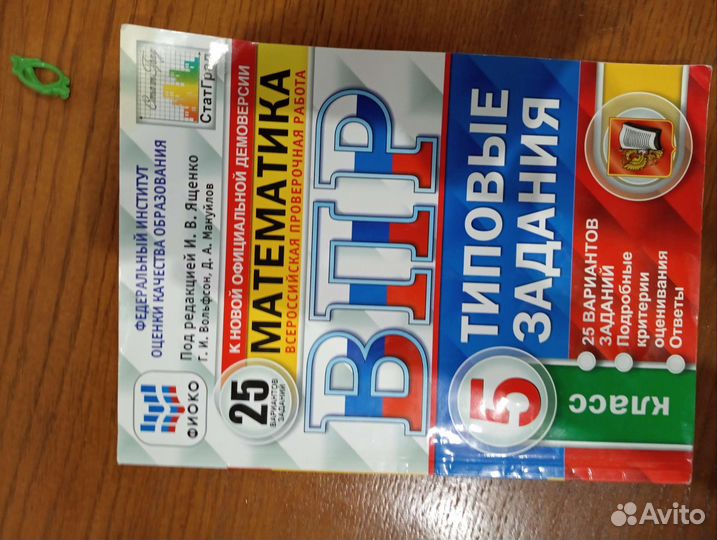 ФЕДЕРАЛЬНЫЙ ИНСТИТУТ
ОЦЕНКИ КАЧЕСТВА ОБРАЗОВАНИЯ
ФИОКО
Под редакцией И. В. Ященко
Г. И. Вольфсон, Д. А. Мануйлов
СтатГрад
К НОВОЙ ОФИЦИАЛЬНОЙ ДЕМОВЕРСИИ
25
ВАРИАНТОВ
ЗАДАНИЙ
МАТЕМАТИКА
ВСЕРОССИЙСКАЯ ПРОВЕРОЧНАЯ РАБОТА
ВПР
ТИПОВЫЕ
ЗАДАНИЯ
5
класс
25 ВАРИАНТОВ
ЗАДАНИЙ
Подробные
критерии
оценивания
Ответы
Avito